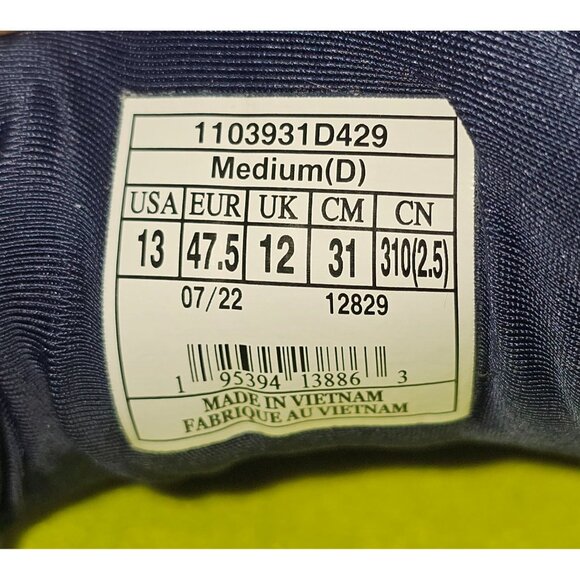 1103931D429
Medium(D)
USA EUR UK CM CN
13 47.5 12 31 310(2.5)
07/22 12829
1 95394 13886 3
MADE IN VIETNAM
FABRIQUE AU VIETNAM